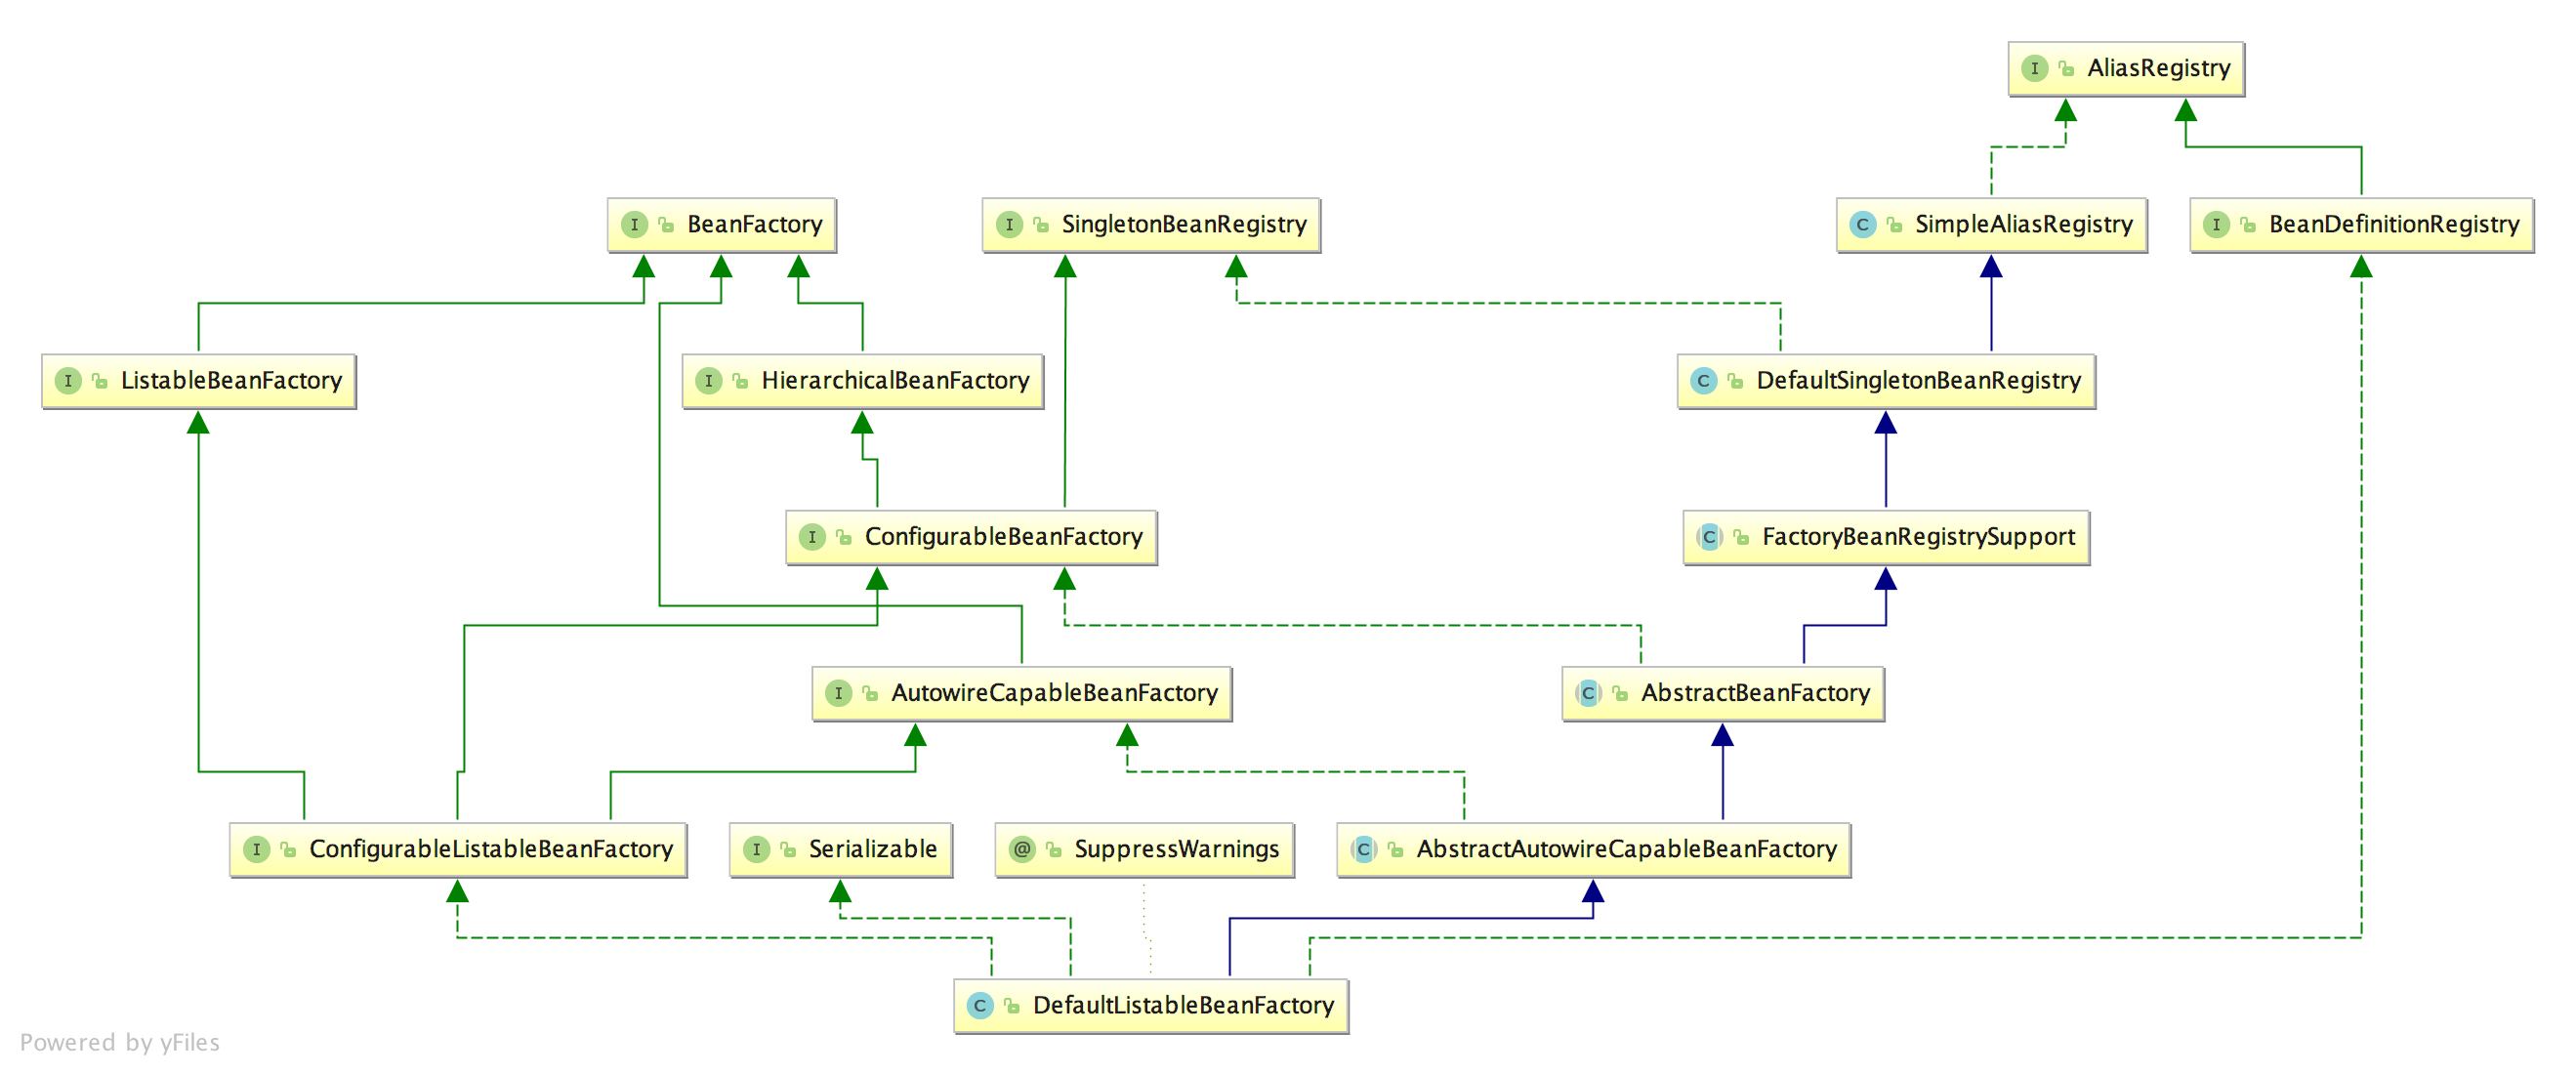 I AliasRegistry
I BeanFactory
I SingletonBeanRegistry
C SimpleAliasRegistry
I BeanDefinitionRegistry
I ListableBeanFactory
I HierarchicalBeanFactory
C DefaultSingletonBeanRegistry
I ConfigurableBeanFactory
C FactoryBeanRegistrySupport
I AutowireCapableBeanFactory
C AbstractBeanFactory
I ConfigurableListableBeanFactory
I Serializable
@ SuppressWarnings
C AbstractAutowireCapableBeanFactory
C DefaultListableBeanFactory
Powered by yFiles